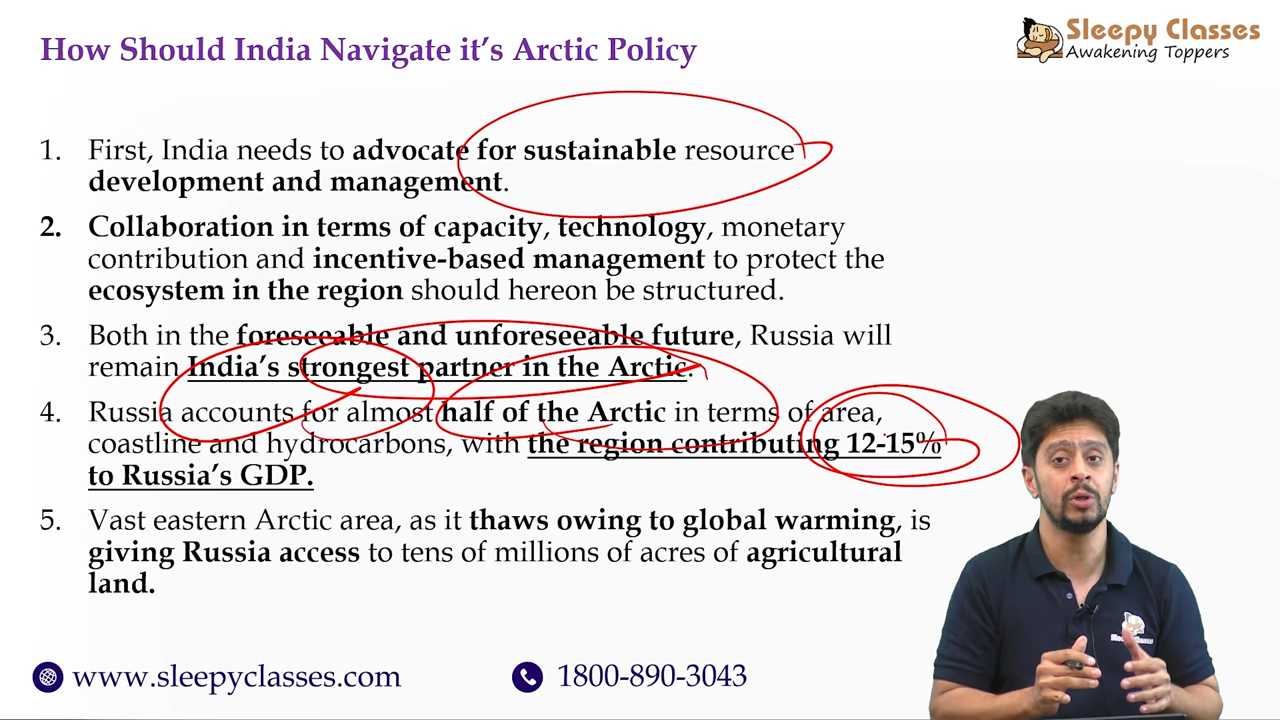 How Should India Navigate it's Arctic Policy
Sleepy Classes
Awakening Toppers
1. First, India needs to advocate for sustainable resource
development and management.
2. Collaboration in terms of capacity, technology, monetary
contribution and incentive-based management to protect the
ecosystem in the region should hereon be structured.
3. Both in the foreseeable and unforeseeable future, Russia will
remain India's strongest partner in the Arctic.
4. Russia accounts for almost half of the Arctic in terms of area,
coastline and hydrocarbons, with the region contributing 12-15%
to Russia's GDP.
5. Vast eastern Arctic area, as it thaws owing to global warming, is
giving Russia access to tens of millions of acres of agricultural
land.
Sleepy Classes
www.sleepyclasses.com
1800-890-3043